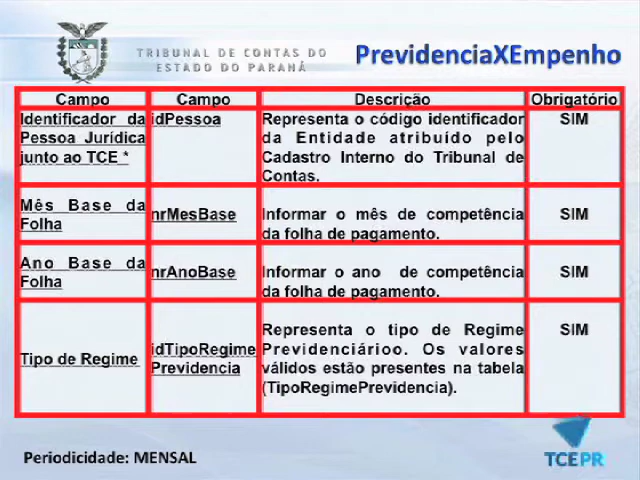 TRIBUNAL DE CONTAS DO
ESTADO DO PARANÁ
PrevidenciaXEmpenho
Campo Campo Descrição Obrigatório
Identificador da
Pessoa Jurídica
junto ao TCE *
idPessoa
Representa o código identificador
da Entidade atribuído pelo
Cadastro Interno do Tribunal de
Contas.
SIM
Mês Base da
Folha
nrMesBase
Informar o mês de competência
da folha de pagamento.
SIM
Ano Base da
Folha
nrAnoBase
Informar o ano de competência
da folha de pagamento.
SIM
Tipo de Regime
idTipoRegime
Previdencia
Representa o tipo de Regime
Previdenciárioo. Os valores
válidos estão presentes na tabela
(TipoRegimePrevidencia).
SIM
Periodicidade: MENSAL
TCEPR